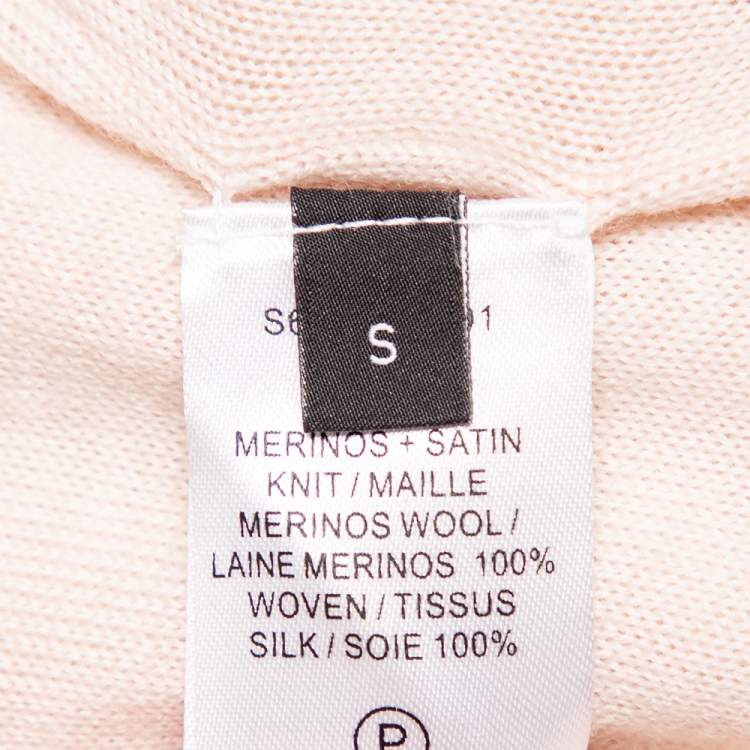 S
MERINOS + SATIN
KNIT / MAILLE
MERINOS WOOL /
LAINE MERINOS 100%
WOVEN / TISSUS
SILK / SOIE 100%
P